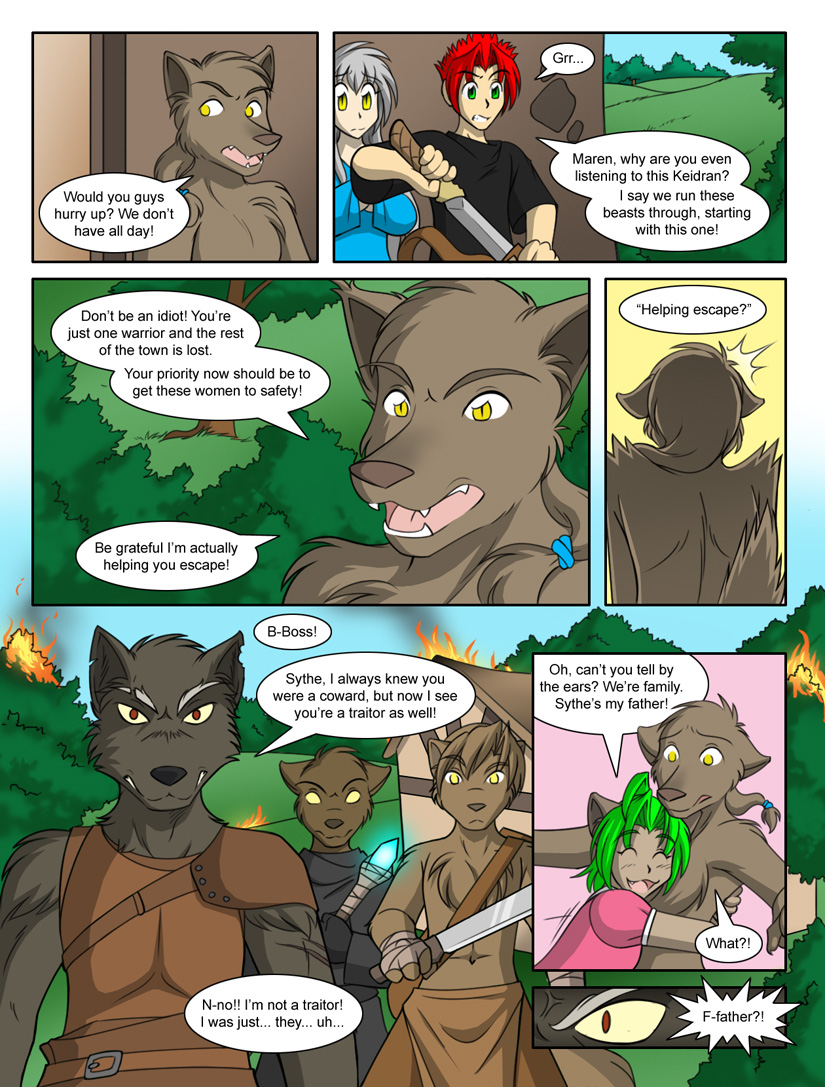 Would you guys
hurry up? We don't
have all day!
Grr...
Maren, why are you even
listening to this Keidran?
I say we run these
beasts through, starting
with this one!
Don't be an idiot! You're
just one warrior and the rest
of the town is lost.
Your priority now should be to
get these women to safety!
Be grateful I'm actually
helping you escape!
“Helping escape?”
B-Boss!
Sythe, I always knew you
were a coward, but now I see
you're a traitor as well!
N-no!! I'm not a traitor!
I was just... they... uh...
Oh, can't you tell by
the ears? We're family.
Sythe's my father!
What?!
F-father?!